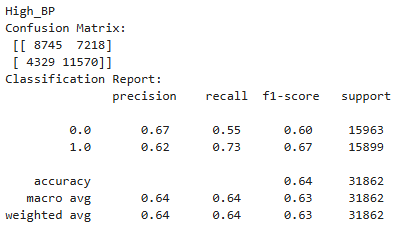 High_BP
Confusion Matrix:
[[ 8745 7218]
[ 4329 11570]]
Classification Report:
precision recall f1-score support
0.0 0.67 0.55 0.60 15963
1.0 0.62 0.73 0.67 15899
accuracy 0.64 31862
macro avg 0.64 0.64 0.63 31862
weighted avg 0.64 0.64 0.63 31862